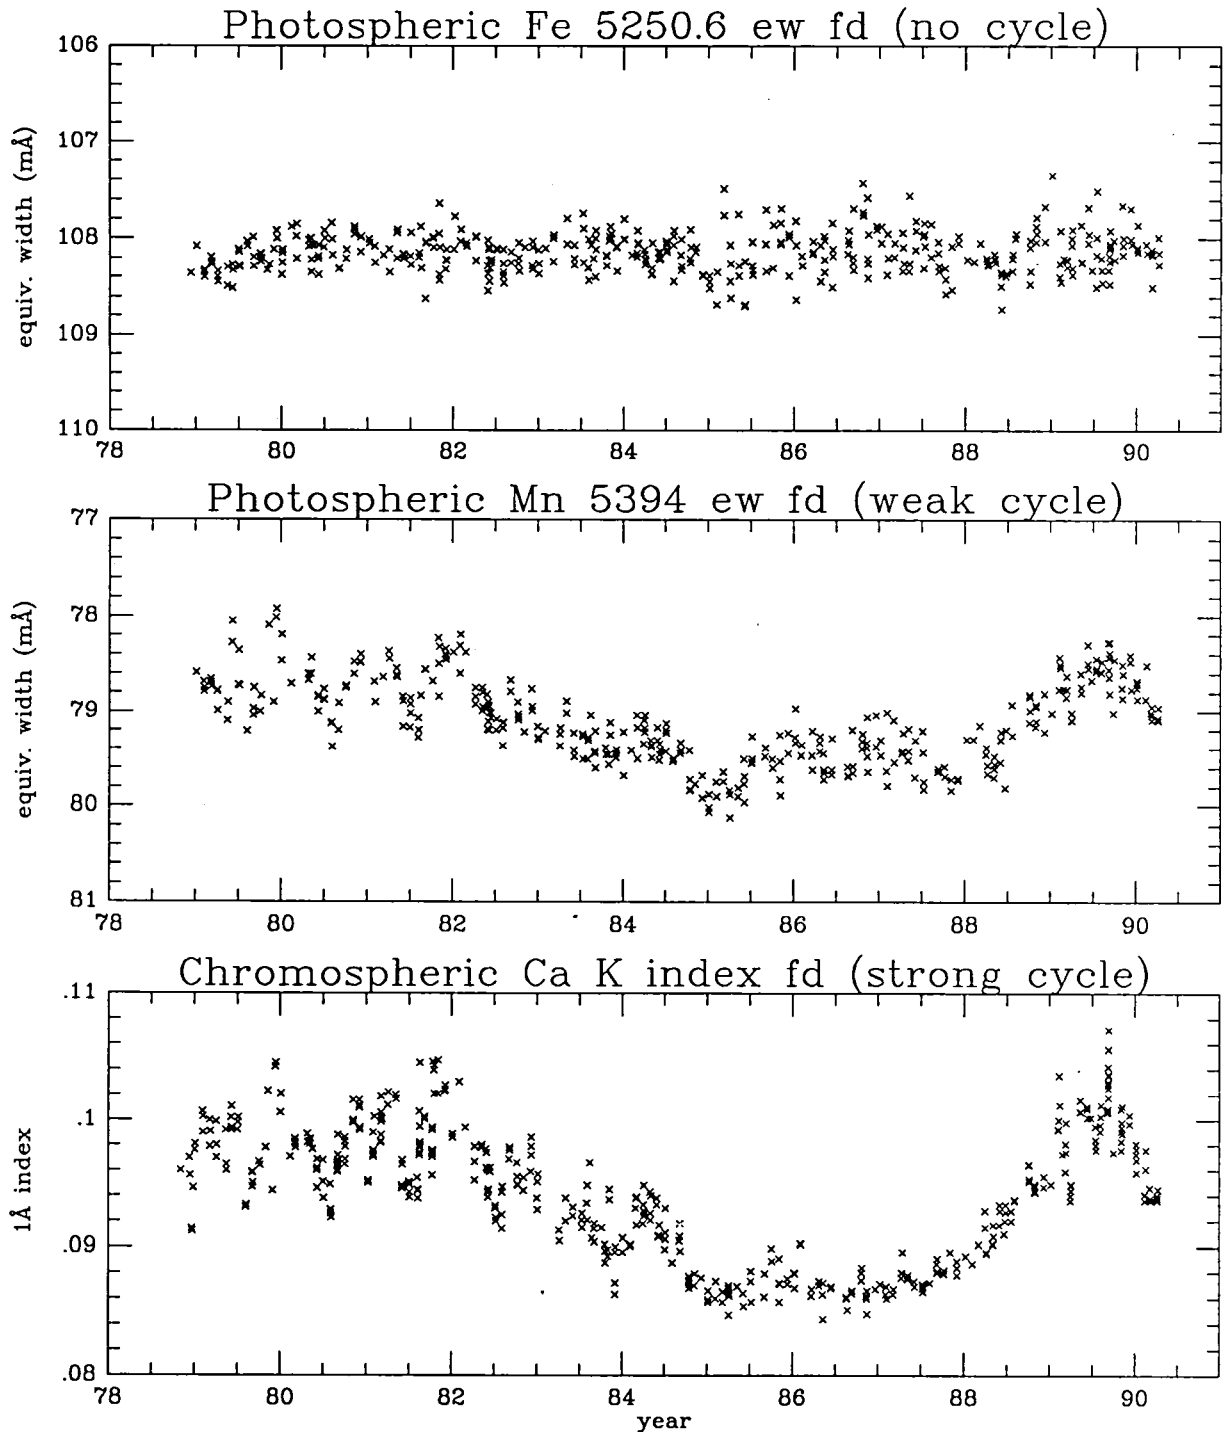 Photospheric Fe 5250.6 ew fd (no cycle)
106
107
108
109
110
equiv. width (mÅ)
78 80 82 84 86 88 90
Photospheric Mn 5394 ew fd (weak cycle)
77
78
79
80
81
equiv. width (mÅ)
78 80 82 84 86 88 90
Chromospheric Ca K index fd (strong cycle)
.11
.1
.09
.08
1Å index
78 80 82 84 86 88 90
year